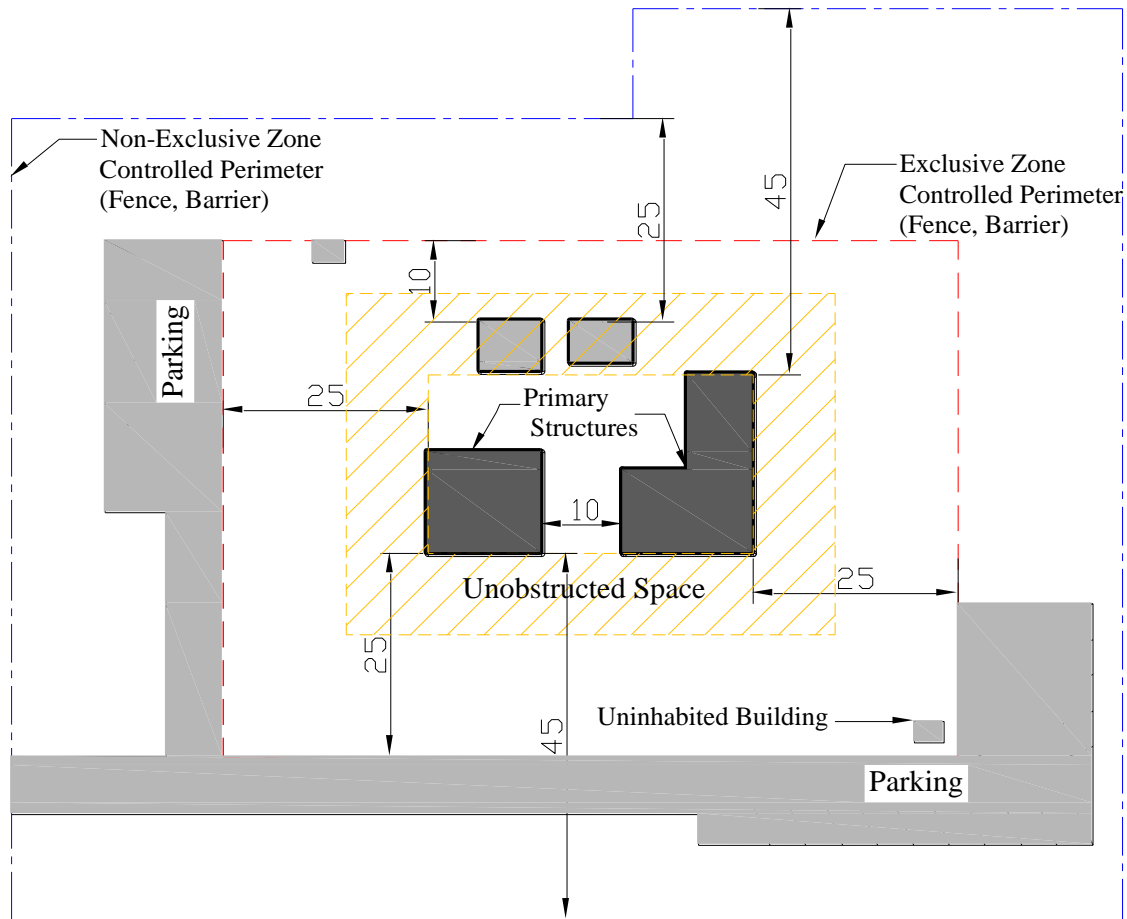 Non-Exclusive Zone
Controlled Perimeter
(Fence, Barrier)
Exclusive Zone
Controlled Perimeter
(Fence, Barrier)
45
25
10
Parking
25
Primary
Structures
10
Unobstructed Space
25
25
45
Uninhabited Building
Parking